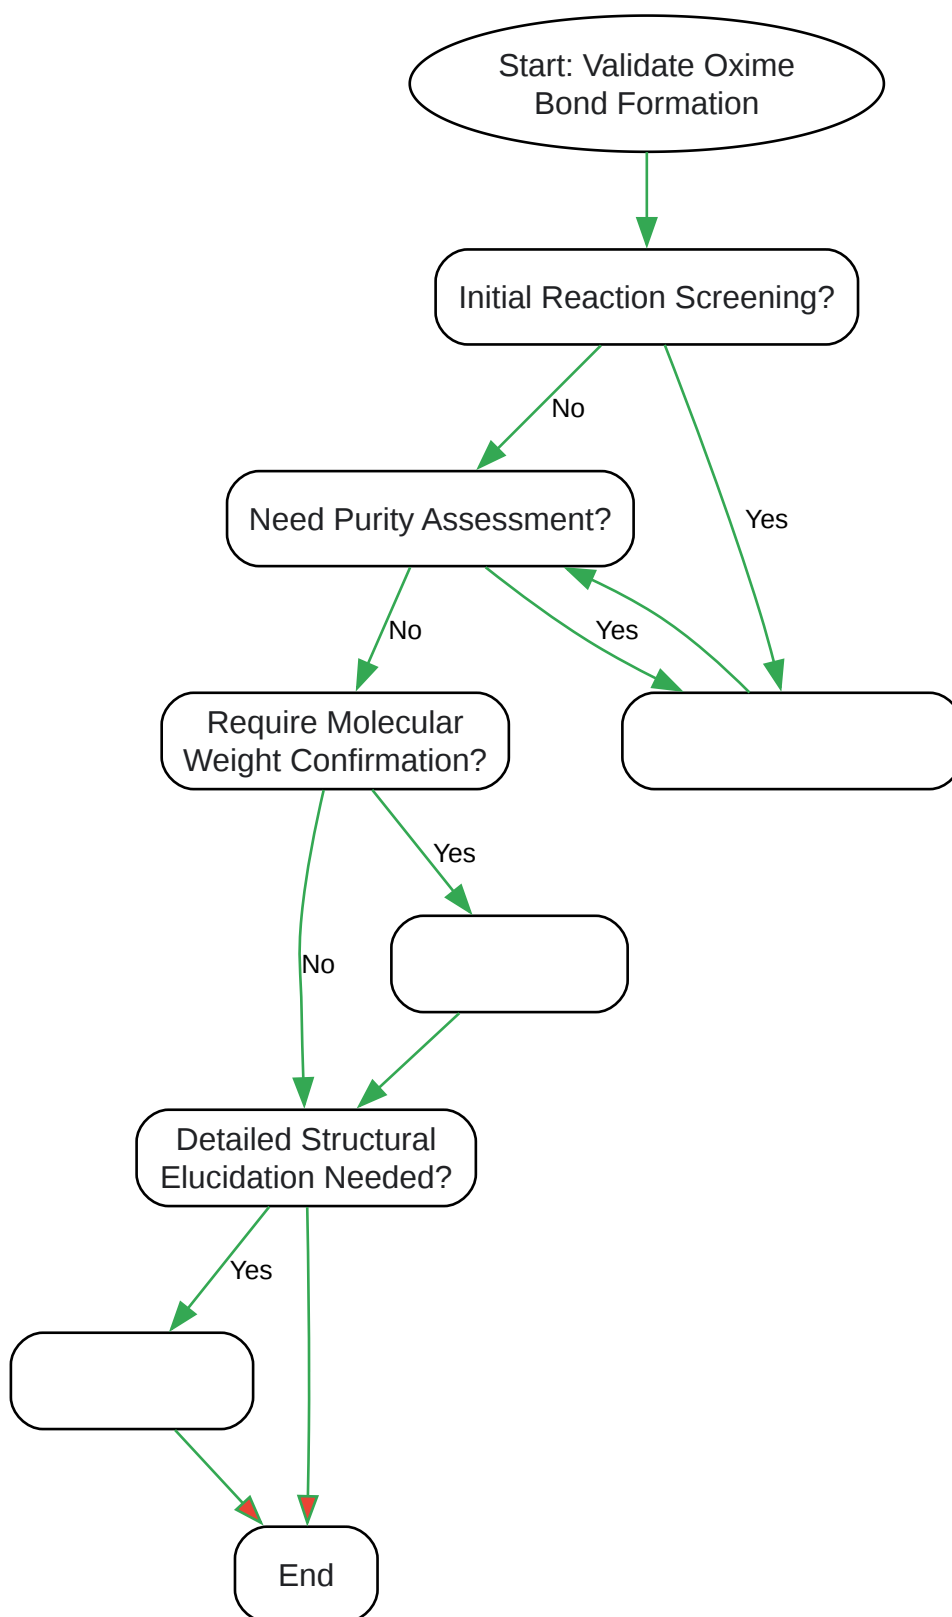 Start: Validate Oxime
Bond Formation
Initial Reaction Screening?
No
Yes
Need Purity Assessment?
No
Yes
Require Molecular
Weight Confirmation?
Yes
No
Detailed Structural
Elucidation Needed?
Yes
End